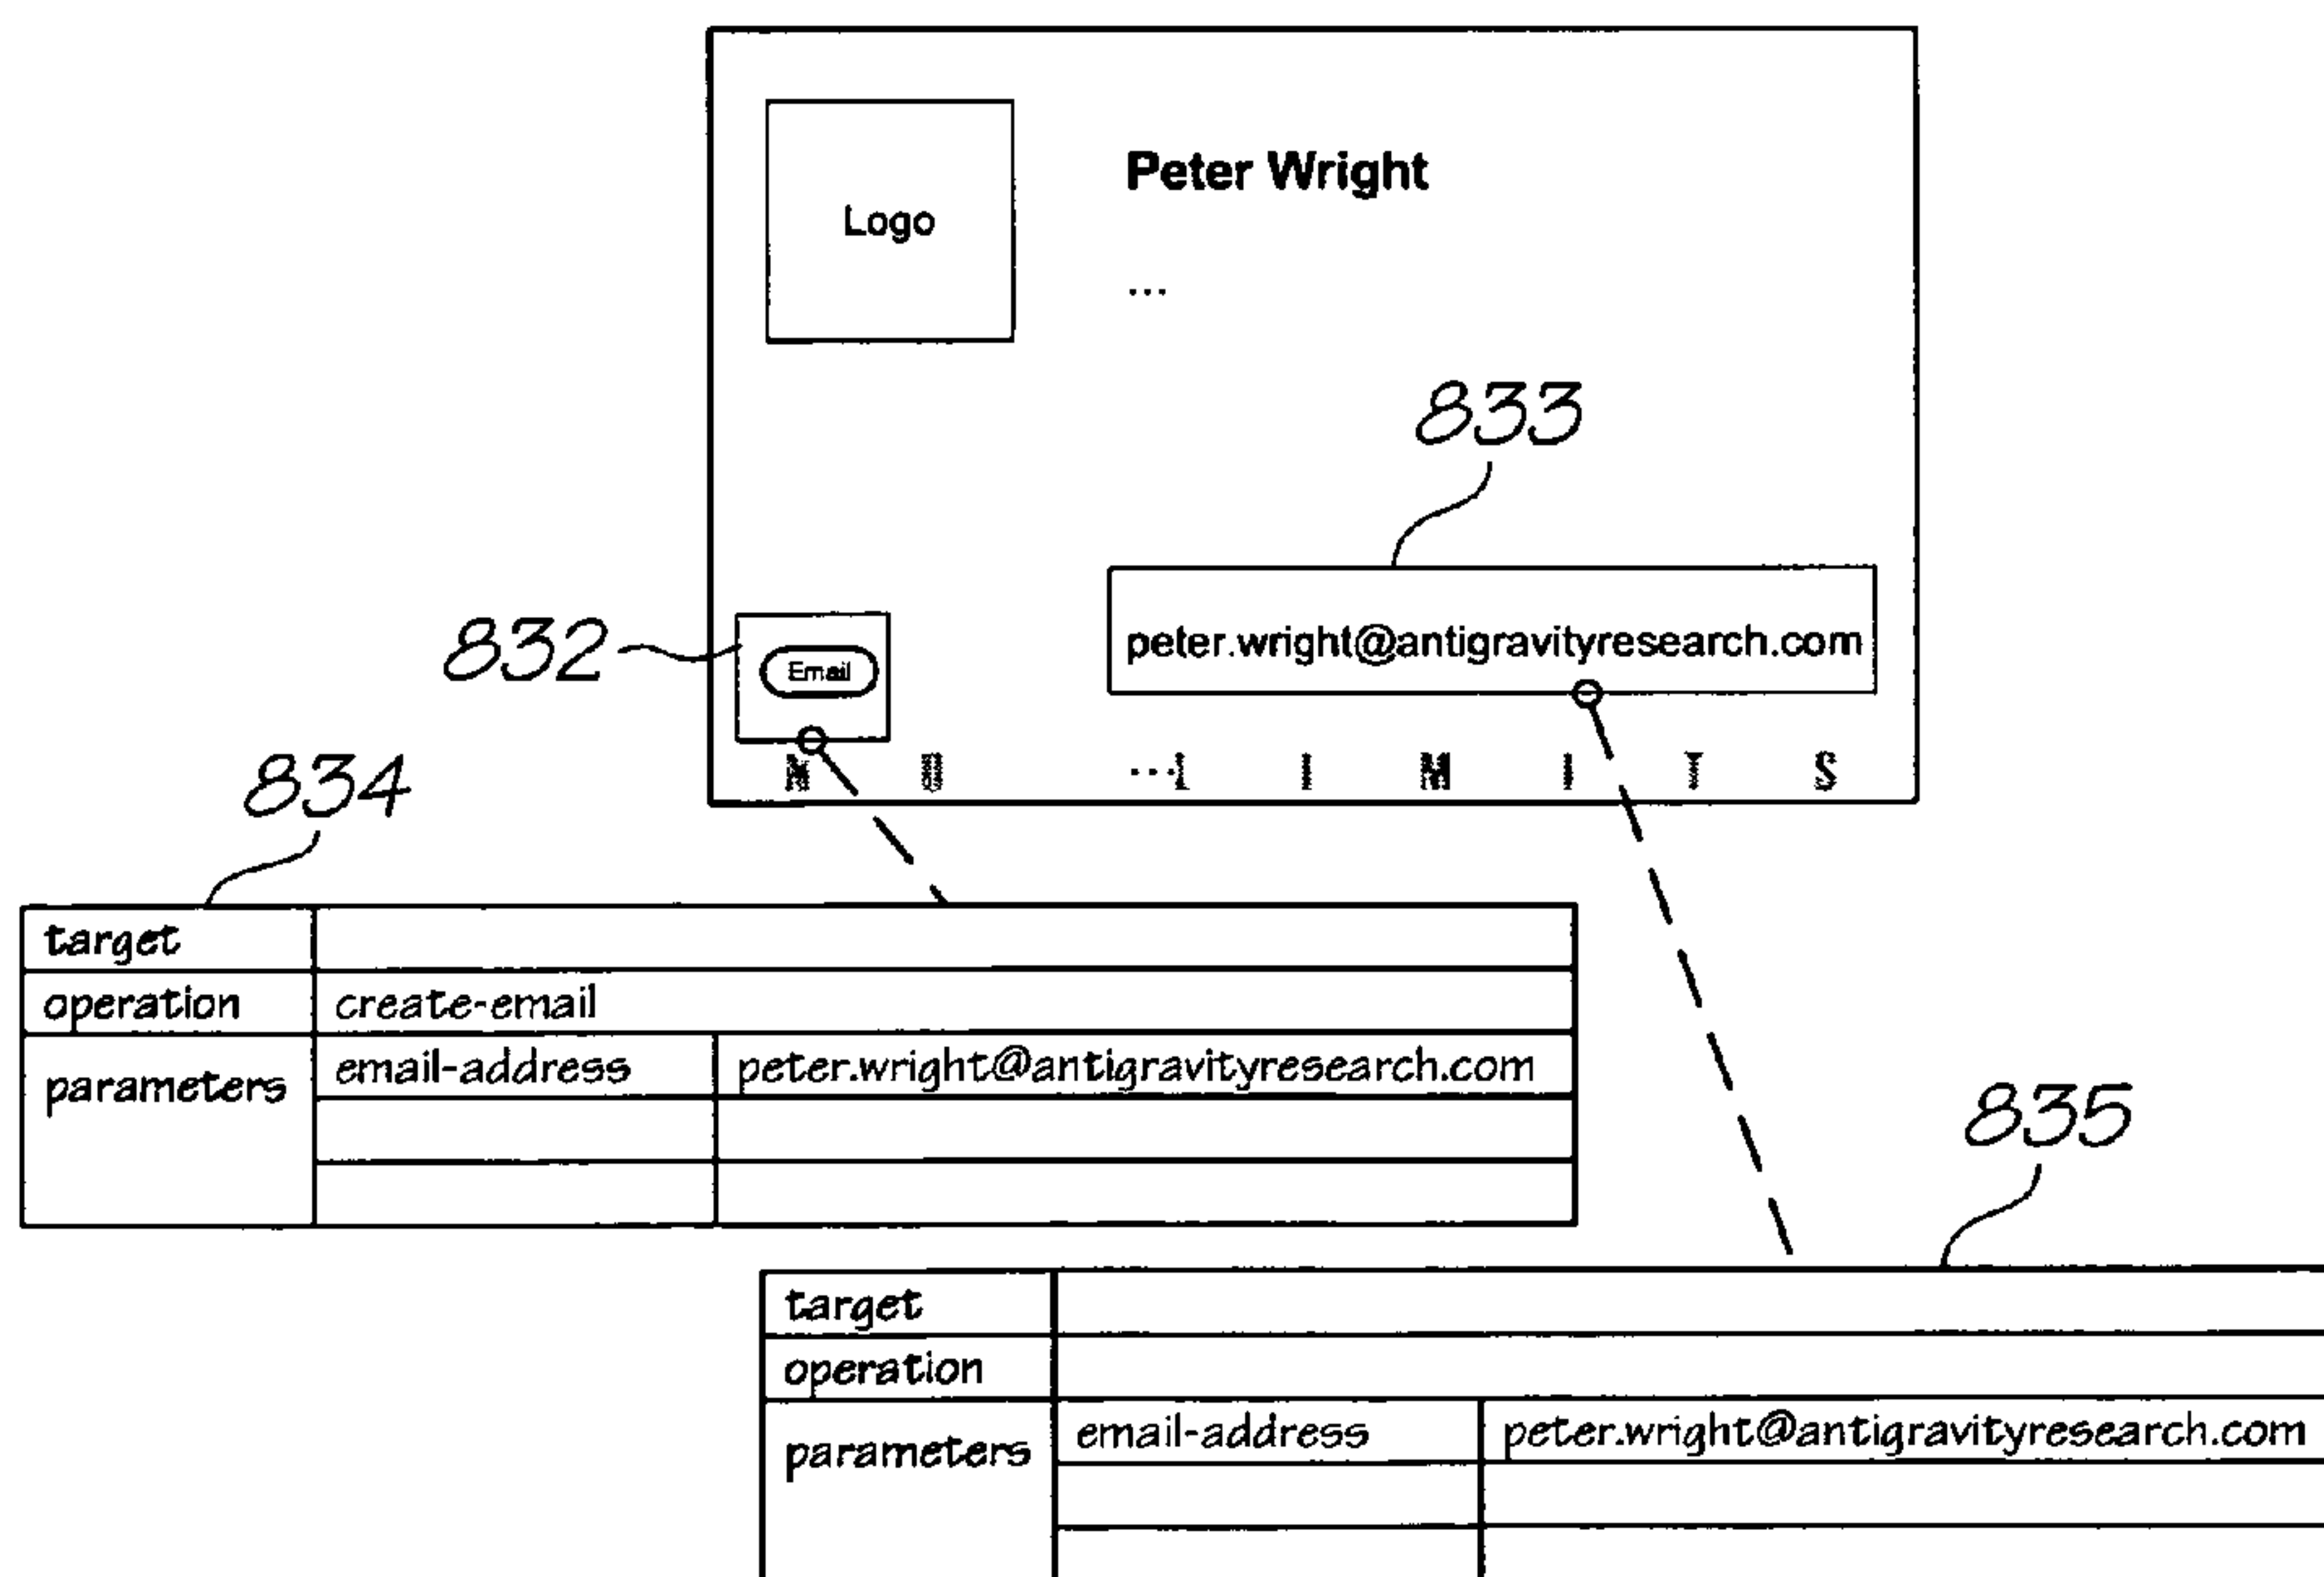 Peter Wright
Logo
...
833
832
Email
peter.wright@antigravityresearch.com
N U ...L I M I T S
834
target
operation create-email
parameters email-address peter.wright@antigravityresearch.com
835
target
operation
parameters email-address peter.wright@antigravityresearch.com